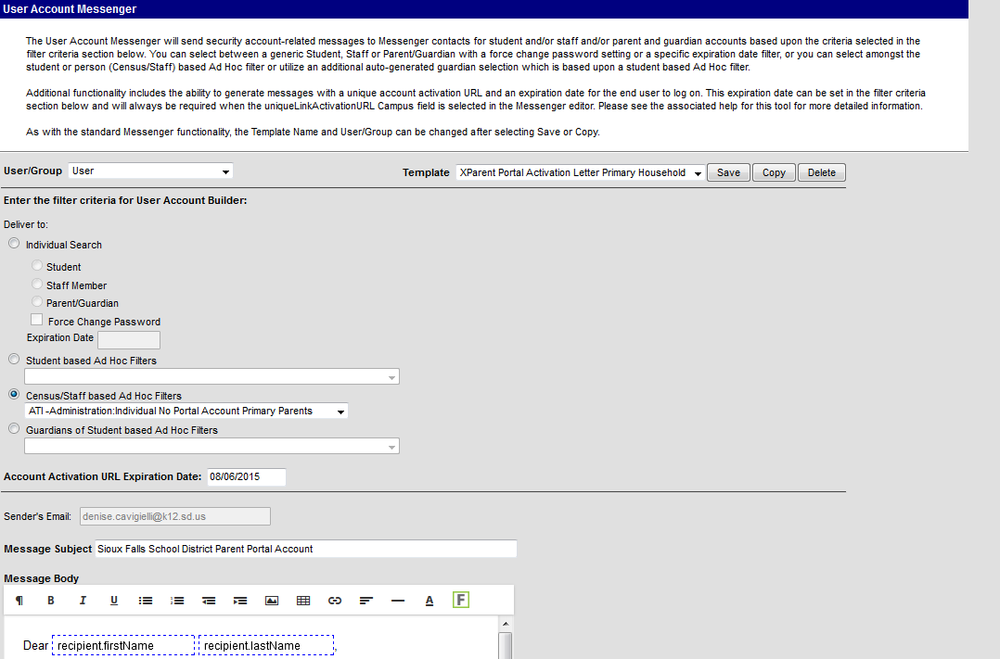 User Account Messenger
The User Account Messenger will send security account-related messages to Messenger contacts for student and/or staff and/or parent and guardian accounts based upon the criteria selected in the
filter criteria section below. You can select between a generic Student, Staff or Parent/Guardian with a force change password setting or a specific expiration date filter, or you can select amongst the
student or person (Census/Staff) based Ad Hoc filter or utilize an additional auto-generated guardian selection which is based upon a student based Ad Hoc filter.
Additional functionality includes the ability to generate messages with a unique account activation URL and an expiration date for the end user to log on. This expiration date can be set in the filter criteria
section below and will always be required when the uniqueLinkActivationURL Campus field is selected in the Messenger editor. Please see the associated help for this tool for more detailed information.
As with the standard Messenger functionality, the Template Name and User/Group can be changed after selecting Save or Copy.
User/Group User Template XParent Portal Activation Letter Primary Household Save Copy Delete
Enter the filter criteria for User Account Builder:
Deliver to:
Individual Search
Student
Staff Member
Parent/Guardian
Force Change Password
Expiration Date
Student based Ad Hoc Filters
Census/Staff based Ad Hoc Filters
ATI -Administration:Individual No Portal Account Primary Parents
Guardians of Student based Ad Hoc Filters
Account Activation URL Expiration Date: 08/06/2015
Sender's Email: denise.cavigielli@k12.sd.us
Message Subject Sioux Falls School District Parent Portal Account
Message Body
¶ B I U A F
Dear recipient.firstName recipient.lastName,